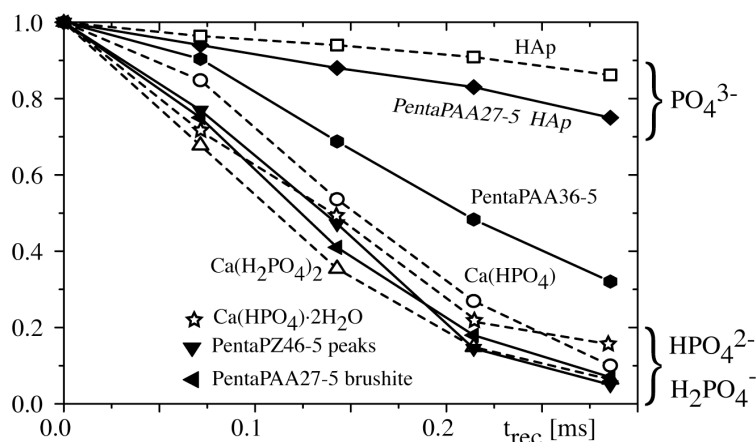 1.0
HAp
PentaPAA27-5 HAp
PO₄³⁻
0.8
0.6
PentaPAA36-5
0.4
Ca(H₂PO₄)₂
Ca(HPO₄)
Ca(HPO₄)·2H₂O
PentaPZ46-5 peaks
PentaPAA27-5 brushite
HPO₄²⁻
H₂PO₄⁻
0.2
0.0
0.0
0.1
0.2
t_rec [ms]